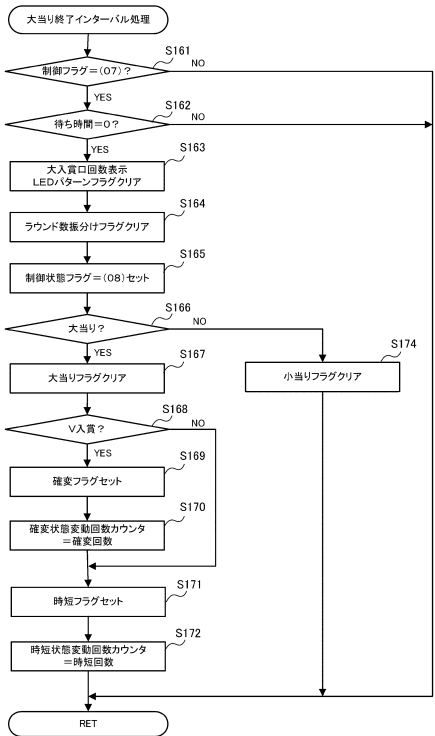 大当り終了インターバル処理
S161
制御フラグ＝(07)？
NO
YES
S162
待ち時間＝0？
NO
YES
S163
大入賞口回数表示
LEDパターンフラグクリア
S164
ラウンド数振分けフラグクリア
S165
制御状態フラグ＝(08)セット
S166
大当り？
NO
YES
S167
大当りフラグクリア
S174
小当りフラグクリア
S168
V入賞？
NO
YES
S169
確変フラグセット
S170
確変状態変動回数カウンタ
＝確変回数
S171
時短フラグセット
S172
時短状態変動回数カウンタ
＝時短回数
RET